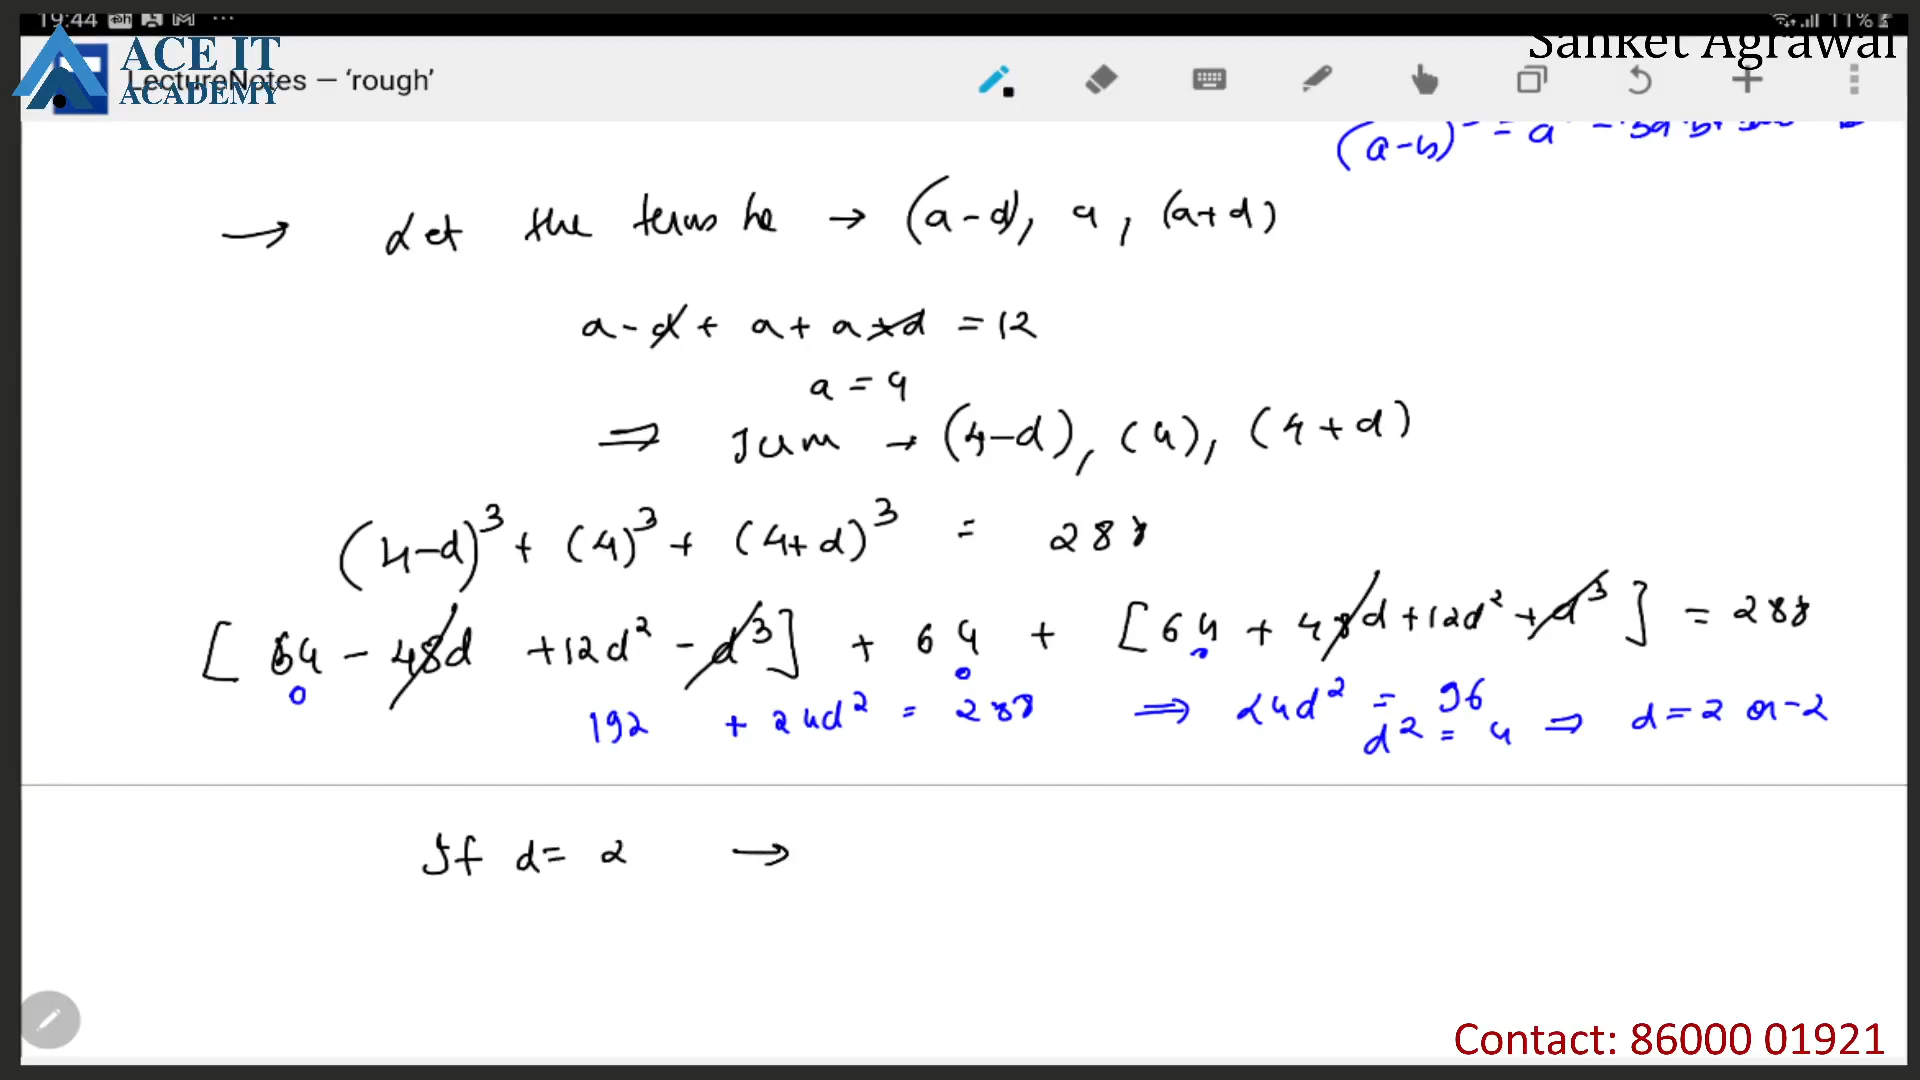 19:44 11%
ACE IT
ACADEMY
LectureNotes – ‘rough’
Sanket Agrawal
(a-b) = a
→ Let the terms be → (a-d), a, (a+d)
a-d + a + a+d = 12
a = 4
⇒ → (4-d), (4), (4+d)
(4-d)³ + (4)³ + (4+d)³ = 288
[64 - 48d + 12d² - d³] + 64 + [64 + 48d + 12d² + d³] = 288
192 + 24d² = 288 ⇒ 24d² = 96
d² = 4 ⇒ d = 2 or -2
If d = 2 →
Contact: 86000 01921